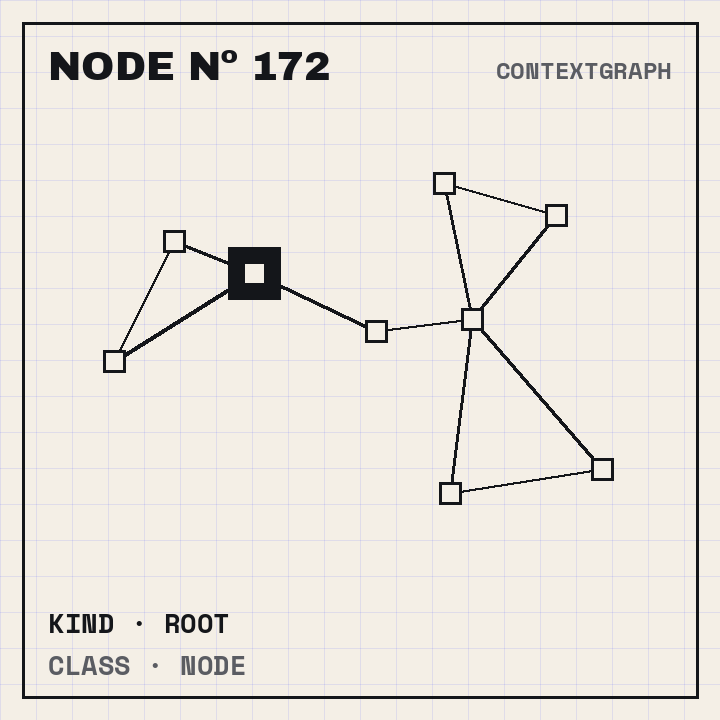 NODE Nº 172
CONTEXTGRAPH
KIND · ROOT
CLASS · NODE